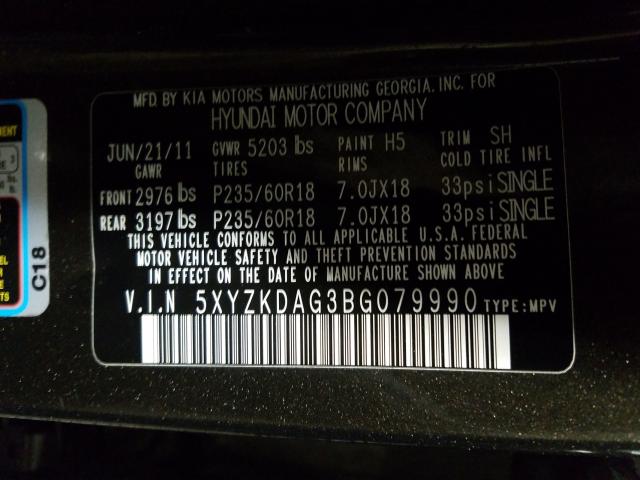 MFD. BY KIA MOTORS MANUFACTURING GEORGIA. INC. FOR
HYUNDAI MOTOR COMPANY
JUN/21/11 GVWR 5203 lbs PAINT H5 TRIM SH
GAWR TIRES RIMS COLD TIRE INFL
FRONT 2976 lbs P235/60R18 7.0JX18 33psi SINGLE
REAR 3197 lbs P235/60R18 7.0JX18 33psi SINGLE
THIS VEHICLE CONFORMS TO ALL APPLICABLE U.S.A. FEDERAL
MOTOR VEHICLE SAFETY AND THEFT PREVENTION STANDARDS
IN EFFECT ON THE DATE OF MANUFACTURE SHOWN ABOVE
V.I.N 5XYZKDAG3BG079990 TYPE: MPV
C18